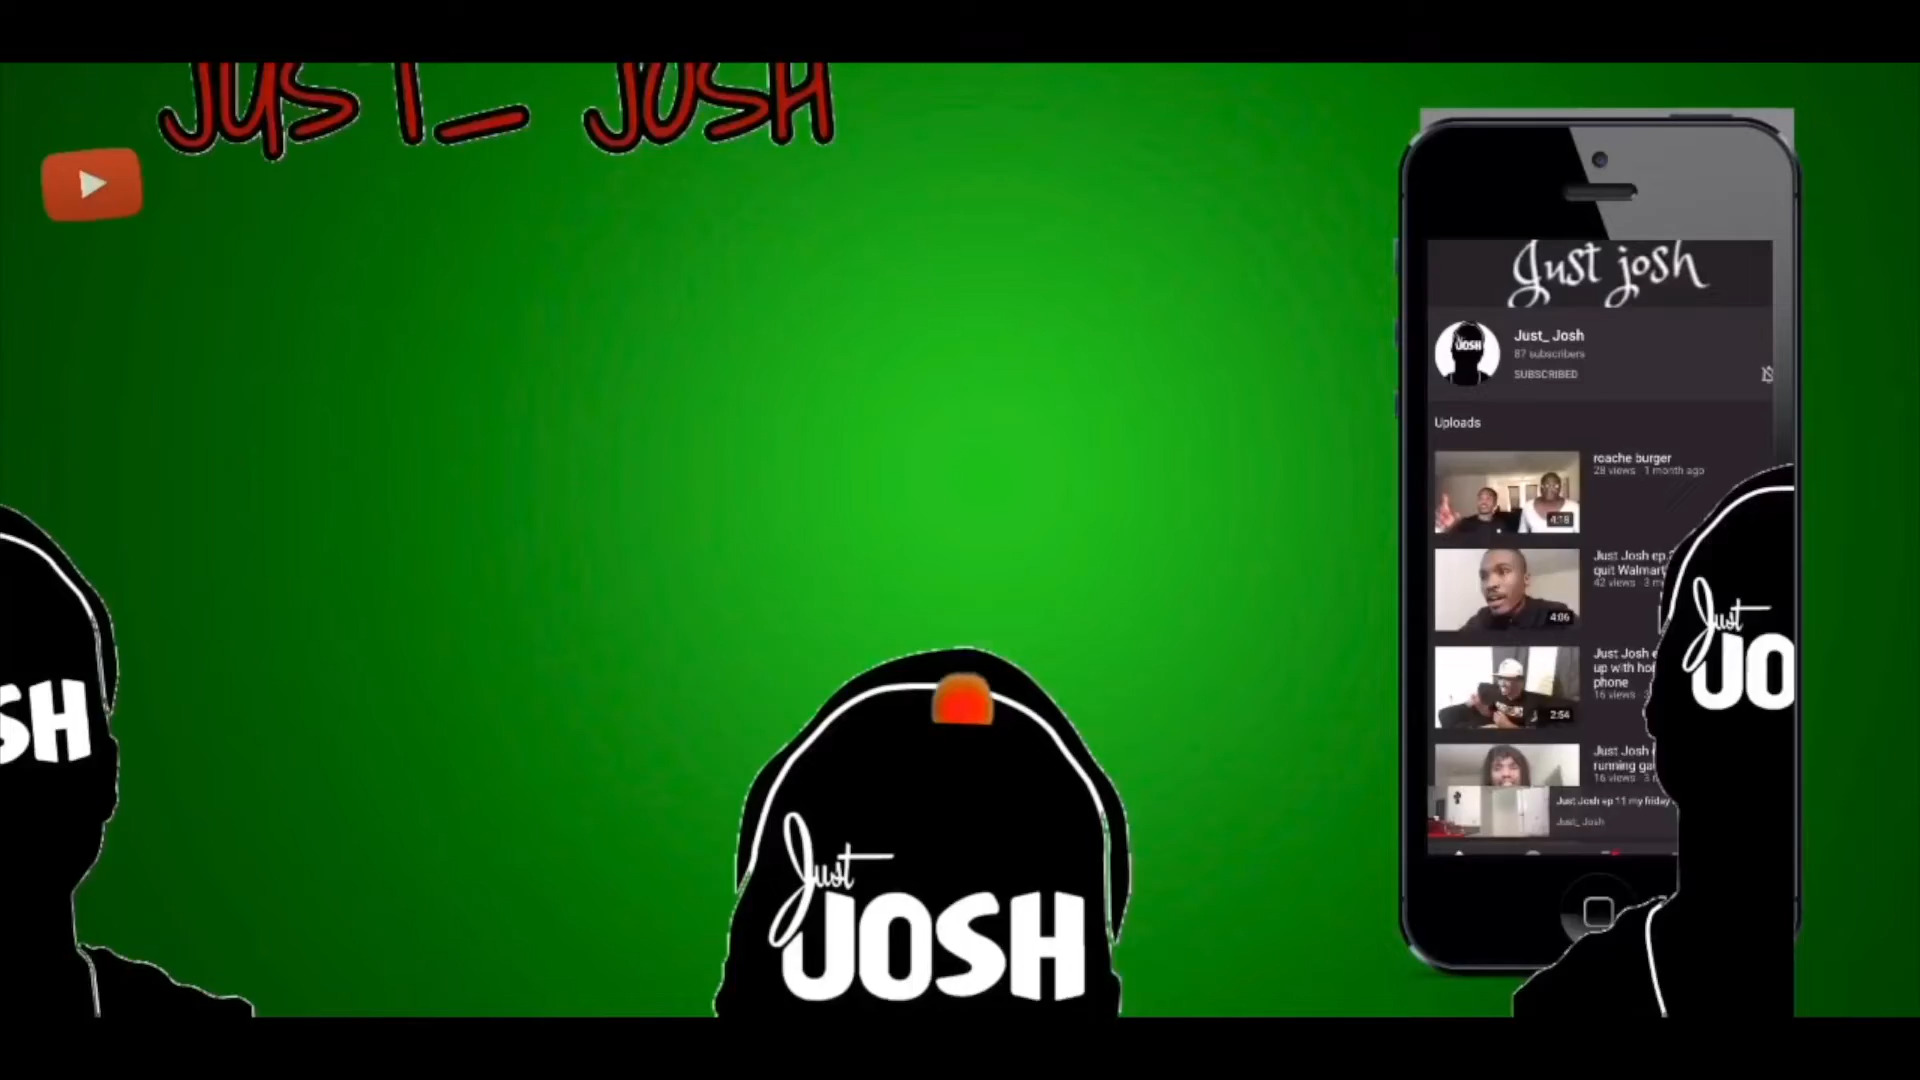 JUST_ JOSH
Just josh
JOSH
Just_ Josh
87 subscribers
SUBSCRIBED
Uploads
roache burger
28 views · 1 month ago
4:18
Just Josh ep
quit Walmart
42 views · 3 m
4:06
Just Josh
up with
phone
16 views ·
2:54
Just Josh
running ga
16 views · 3
Just Josh ep 11 my friday
Just_ Josh
SH
Just
JOSH
Just
JO